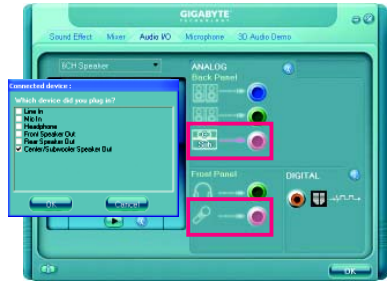 GIGABYTE
TECHNOLOGY
Sound Effect Mixer Audio I/O Microphone 3D Audio Demo
6CH Speaker
ANALOG
Back Panel
Connected device :
Which device did you plug in?
Line In
Mic In
Headphone
Front Speaker Out
Rear Speaker Out
Center/Subwoofer Speaker Out
Sub
Front Panel
DIGITAL
OK Cancel
OK